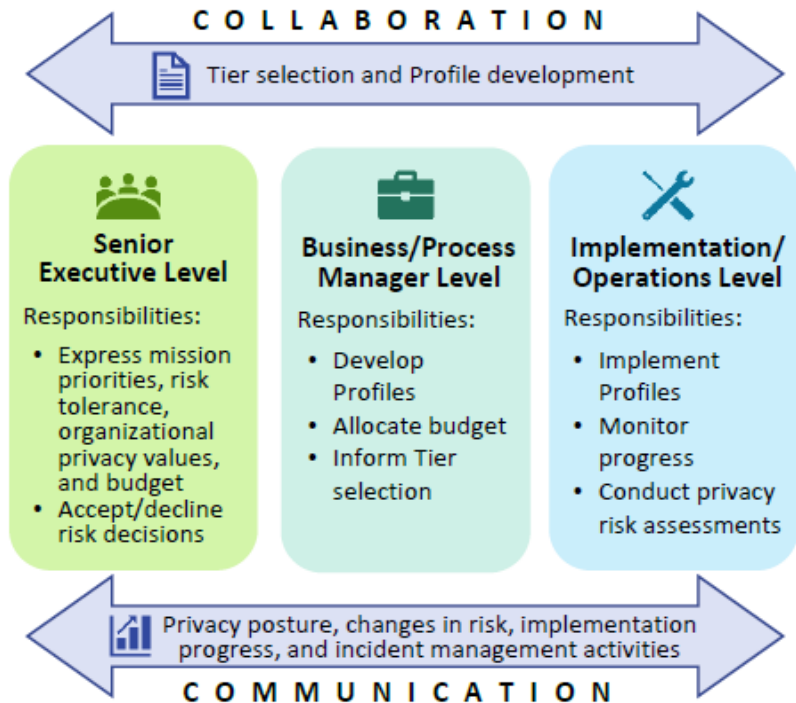 COLLABORATION
Tier selection and Profile development
Senior
Executive Level
Responsibilities:
• Express mission
priorities, risk
tolerance,
organizational
privacy values,
and budget
• Accept/decline
risk decisions
Business/Process
Manager Level
Responsibilities:
• Develop
Profiles
• Allocate budget
• Inform Tier
selection
Implementation/
Operations Level
Responsibilities:
• Implement
Profiles
• Monitor
progress
• Conduct privacy
risk assessments
Privacy posture, changes in risk, implementation
progress, and incident management activities
COMMUNICATION